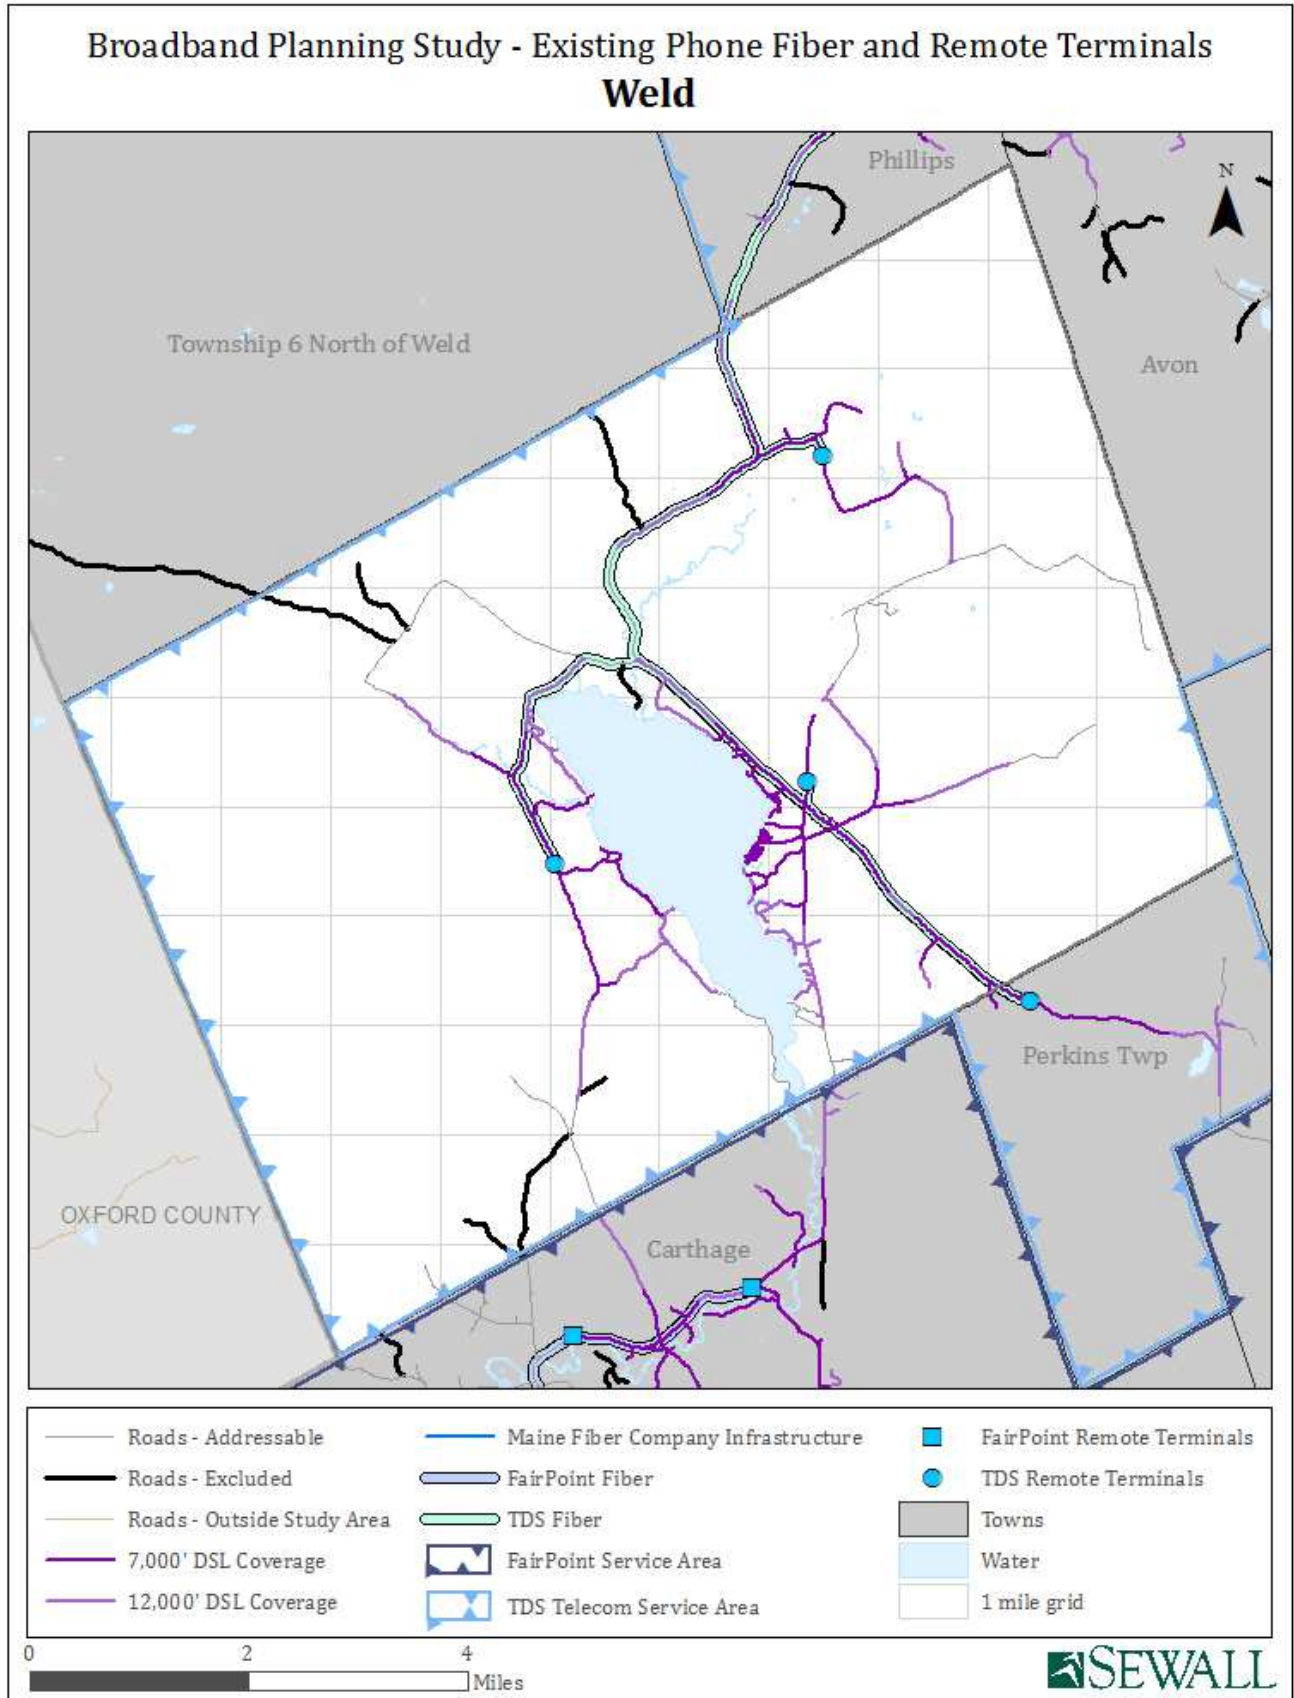 Broadband Planning Study - Existing Phone Fiber and Remote Terminals
Weld
Phillips
N
Township 6 North of Weld
Avon
Perkins Twp
OXFORD COUNTY
Carthage
Roads - Addressable
Roads - Excluded
Roads - Outside Study Area
7,000' DSL Coverage
12,000' DSL Coverage
Maine Fiber Company Infrastructure
FairPoint Fiber
TDS Fiber
FairPoint Service Area
TDS Telecom Service Area
FairPoint Remote Terminals
TDS Remote Terminals
Towns
Water
1 mile grid
0 2 4
Miles
SEWALL